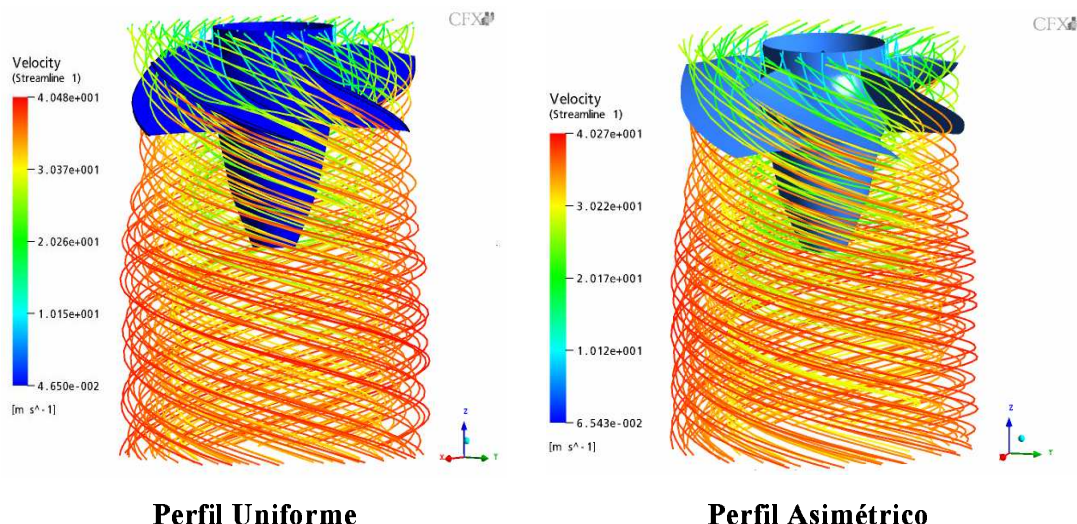 CFX
Velocity
(Streamline 1)
4.048e+001
3.037e+001
2.026e+001
1.015e+001
4.650e-002
[m s^-1]
Z
X
Y
Perfil Uniforme
CFX
Velocity
(Streamline 1)
4.027e+001
3.022e+001
2.017e+001
1.012e+001
6.543e-002
[m s^-1]
Z
X
Y
Perfil Asimétrico